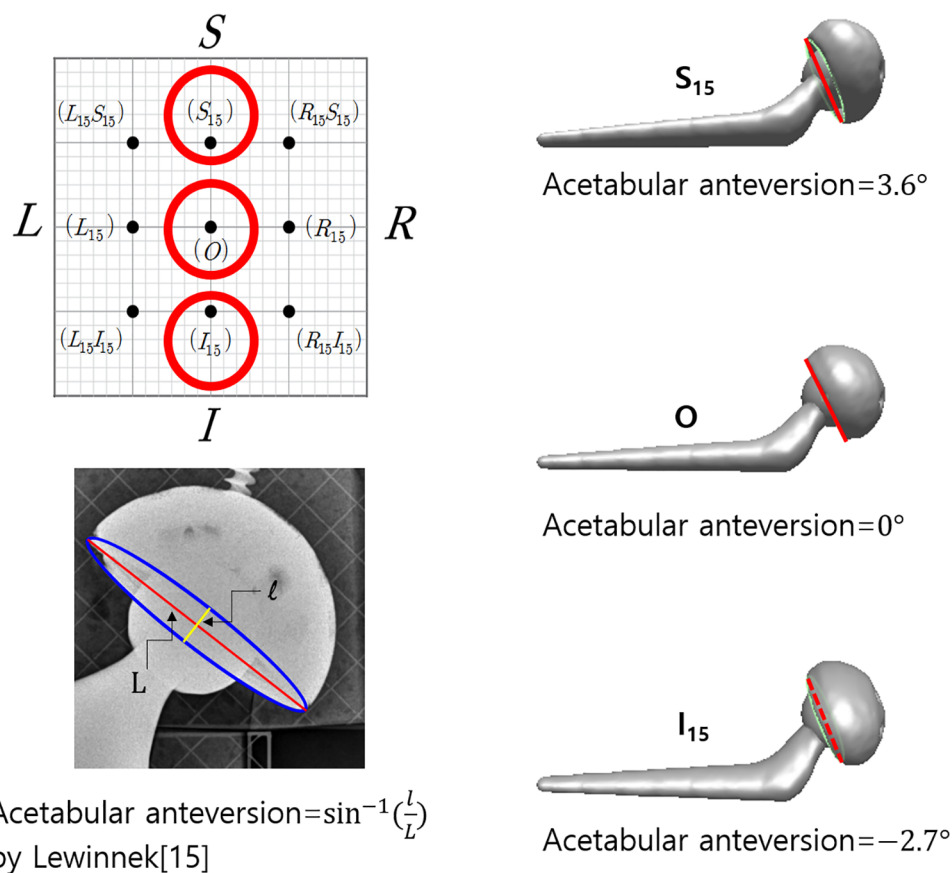 S
(L₁₅S₁₅) (S₁₅) (R₁₅S₁₅)
L (L₁₅) (O) (R₁₅) R
(L₁₅I₁₅) (I₁₅) (R₁₅I₁₅)
I
ℓ
L
Acetabular anteversion=sin⁻¹(l/L)
by Lewinnek[15]
S₁₅
Acetabular anteversion=3.6°
O
Acetabular anteversion=0°
I₁₅
Acetabular anteversion=−2.7°